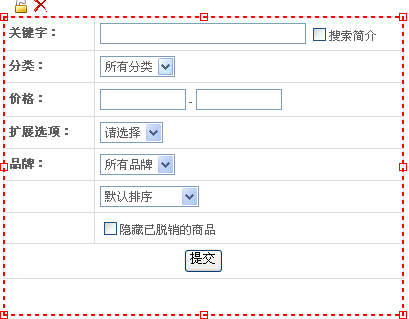 关键字： 搜索简介
分类： 所有分类
价格： -
扩展选项： 请选择
品牌： 所有品牌
默认排序
隐藏已脱销的商品
提交